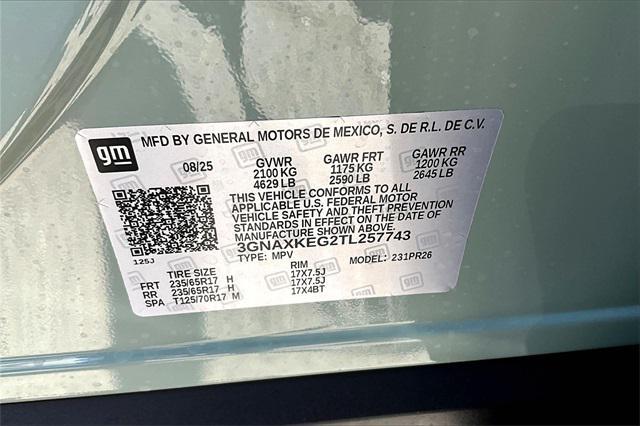 gm
MFD BY GENERAL MOTORS DE MEXICO, S. DE R.L. DE C.V.
08/25 GVWR GAWR FRT GAWR RR
2100 KG 1175 KG 1200 KG
4629 LB 2590 LB 2645 LB
THIS VEHICLE CONFORMS TO ALL
APPLICABLE U.S. FEDERAL MOTOR
VEHICLE SAFETY AND THEFT PREVENTION
STANDARDS IN EFFECT ON THE DATE OF
MANUFACTURE SHOWN ABOVE.
3GNAXKEG2TL257743
125J TYPE: MPV MODEL: 231PR26
TIRE SIZE RIM
FRT 235/65R17 H 17X7.5J
RR 235/65R17 H 17X7.5J
SPA T125/70R17 M 17X4BT